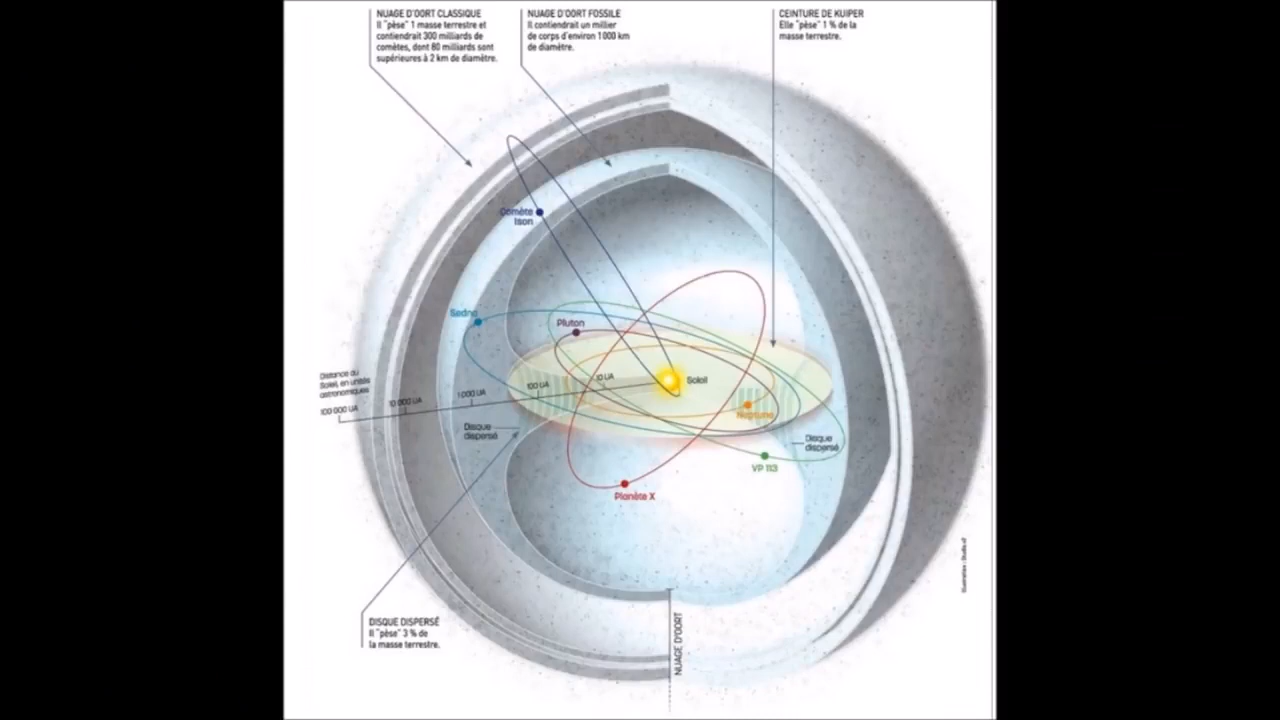 NUAGE D'OORT CLASSIQUE
Il "pèse" 1 masse terrestre et
contiendrait 300 milliards de
comètes, dont 80 milliards sont
supérieures à 2 km de diamètre.
NUAGE D'OORT FOSSILE
Il contiendrait un millier
de corps d'environ 1 000 km
de diamètre.
CEINTURE DE KUIPER
Elle "pèse" 1 % de la
masse terrestre.
Comète
Ison
Sedna
Pluton
Soleil
Distance au
Soleil, en unités
astronomiques
100 000 UA
10 000 UA
1 000 UA
100 UA
10 UA
Neptune
Disque
dispersé
Disque
dispersé
VP 113
Planète X
DISQUE DISPERSÉ
Il "pèse" 3 % de
la masse terrestre.
NUAGE D'OORT